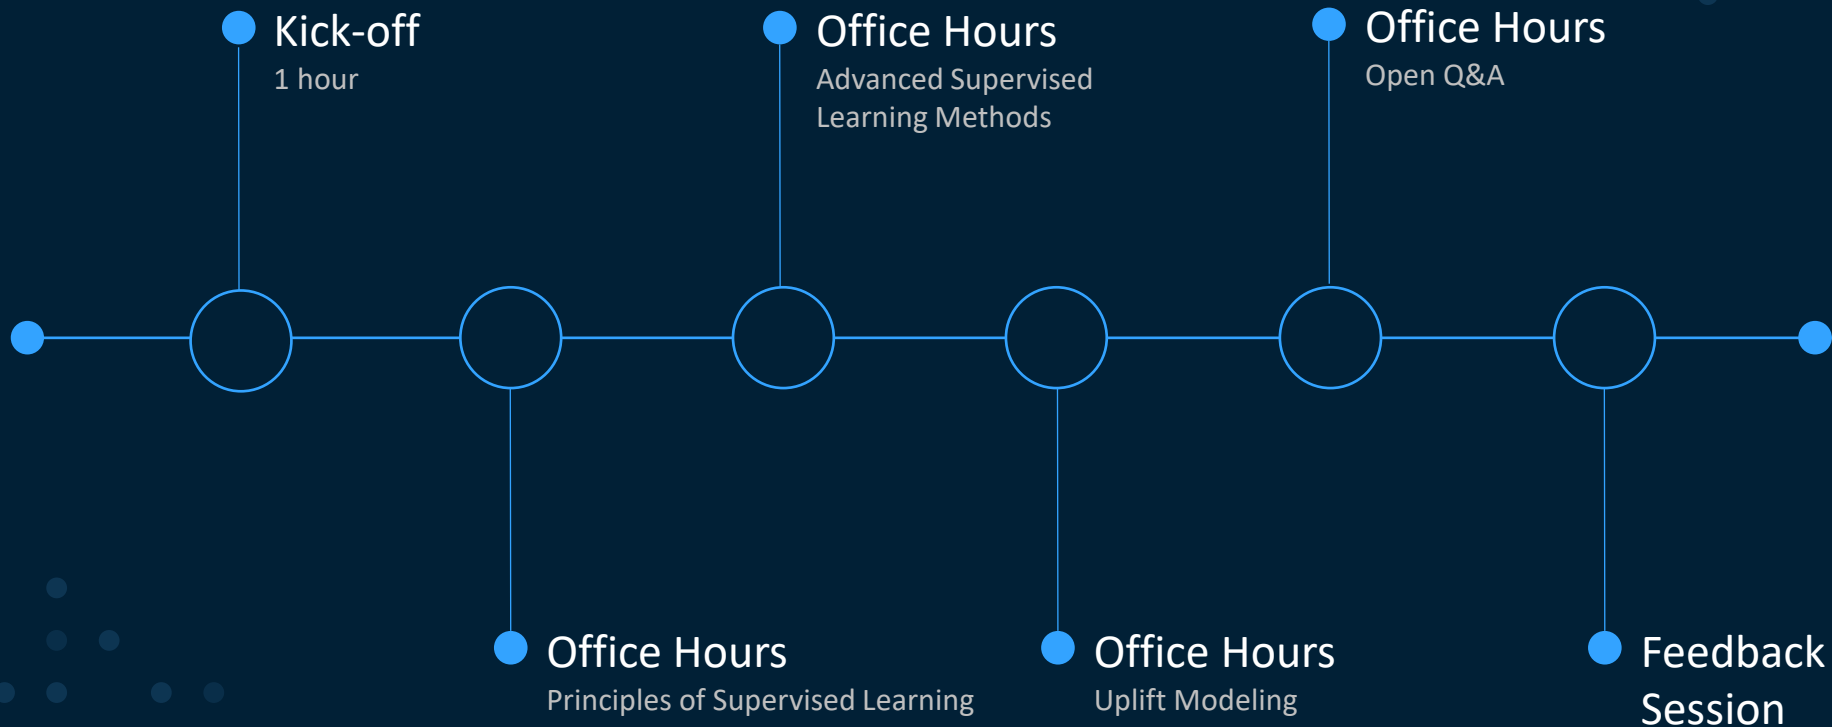 Kick-off
1 hour
Office Hours
Advanced Supervised
Learning Methods
Office Hours
Open Q&A
Office Hours
Principles of Supervised Learning
Office Hours
Uplift Modeling
Feedback
Session